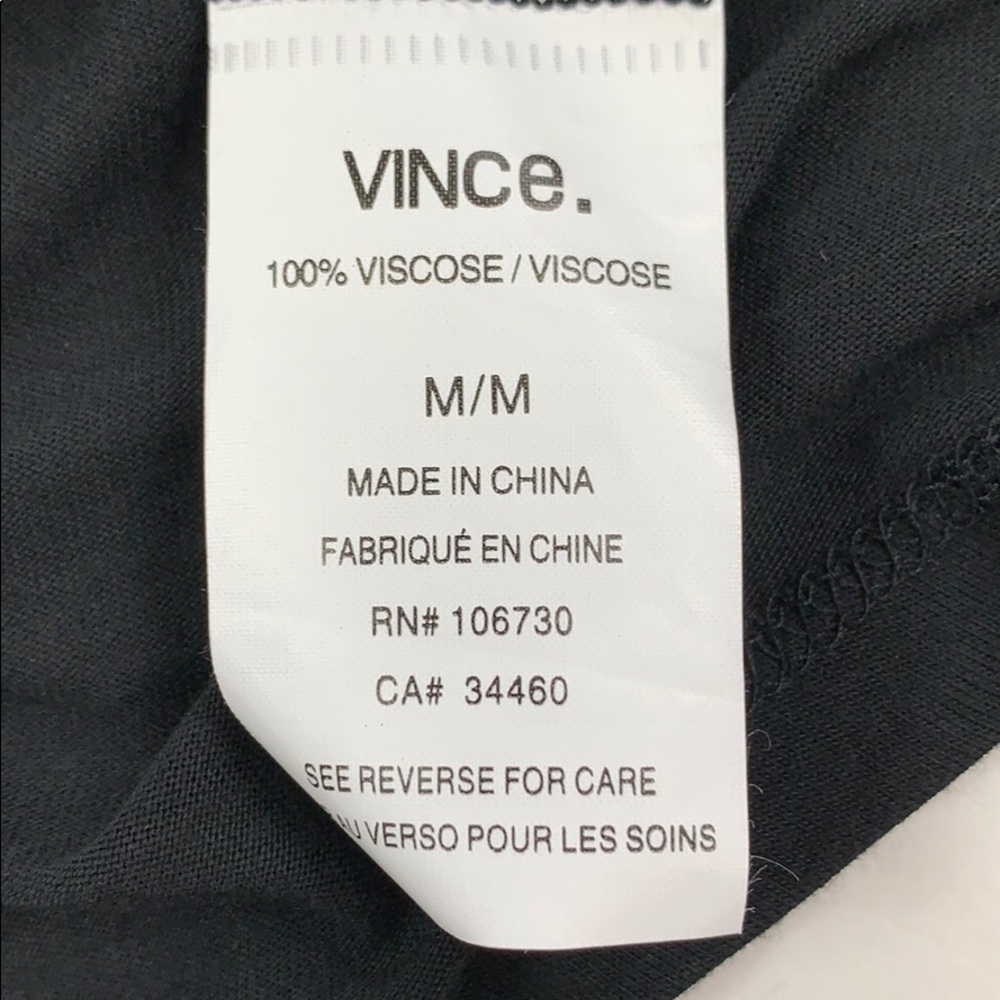 VINce.
100% VISCOSE / VISCOSE
M/M
MADE IN CHINA
FABRIQUÉ EN CHINE
RN# 106730
CA# 34460
SEE REVERSE FOR CARE
AU VERSO POUR LES SOINS